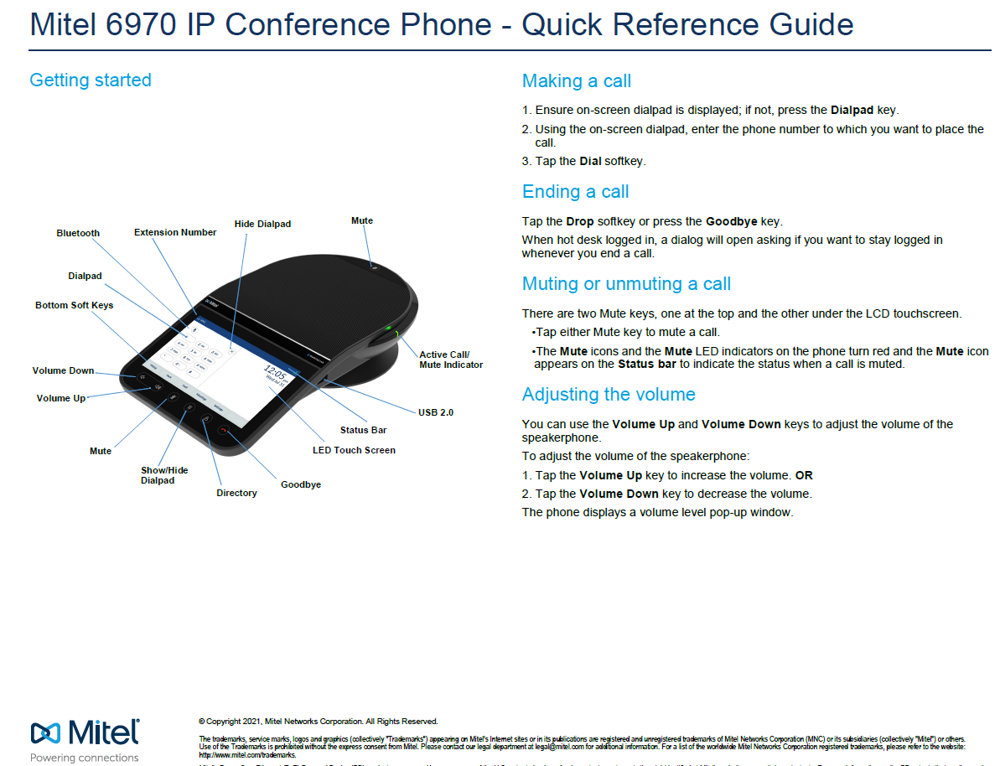 Mitel 6970 IP Conference Phone - Quick Reference Guide
Getting started
Bluetooth
Extension Number
Hide Dialpad
Mute
Dialpad
Bottom Soft Keys
Volume Down
Volume Up
Mute
Show/Hide
Dialpad
Directory
Goodbye
LED Touch Screen
Status Bar
USB 2.0
Active Call/
Mute Indicator
Mitel
12:05
Making a call
1. Ensure on-screen dialpad is displayed; if not, press the Dialpad key.
2. Using the on-screen dialpad, enter the phone number to which you want to place the
call.
3. Tap the Dial softkey.
Ending a call
Tap the Drop softkey or press the Goodbye key.
When hot desk logged in, a dialog will open asking if you want to stay logged in
whenever you end a call.
Muting or unmuting a call
There are two Mute keys, one at the top and the other under the LCD touchscreen.
•Tap either Mute key to mute a call.
•The Mute icons and the Mute LED indicators on the phone turn red and the Mute icon
appears on the Status bar to indicate the status when a call is muted.
Adjusting the volume
You can use the Volume Up and Volume Down keys to adjust the volume of the
speakerphone.
To adjust the volume of the speakerphone:
1. Tap the Volume Up key to increase the volume. OR
2. Tap the Volume Down key to decrease the volume.
The phone displays a volume level pop-up window.
Mitel®
Powering connections
© Copyright 2021, Mitel Networks Corporation. All Rights Reserved.
The trademarks, service marks, logos and graphics (collectively "Trademarks") appearing on Mitel's Internet sites or in its publications are registered and unregistered trademarks of Mitel Networks Corporation (MNC) or its subsidiaries (collectively "Mitel") or others.
Use of the Trademarks is prohibited without the express consent from Mitel. Please contact our legal department at legal@mitel.com for additional information. For a list of the worldwide Mitel Networks Corporation registered trademarks, please refer to the website:
http://www.mitel.com/trademarks.